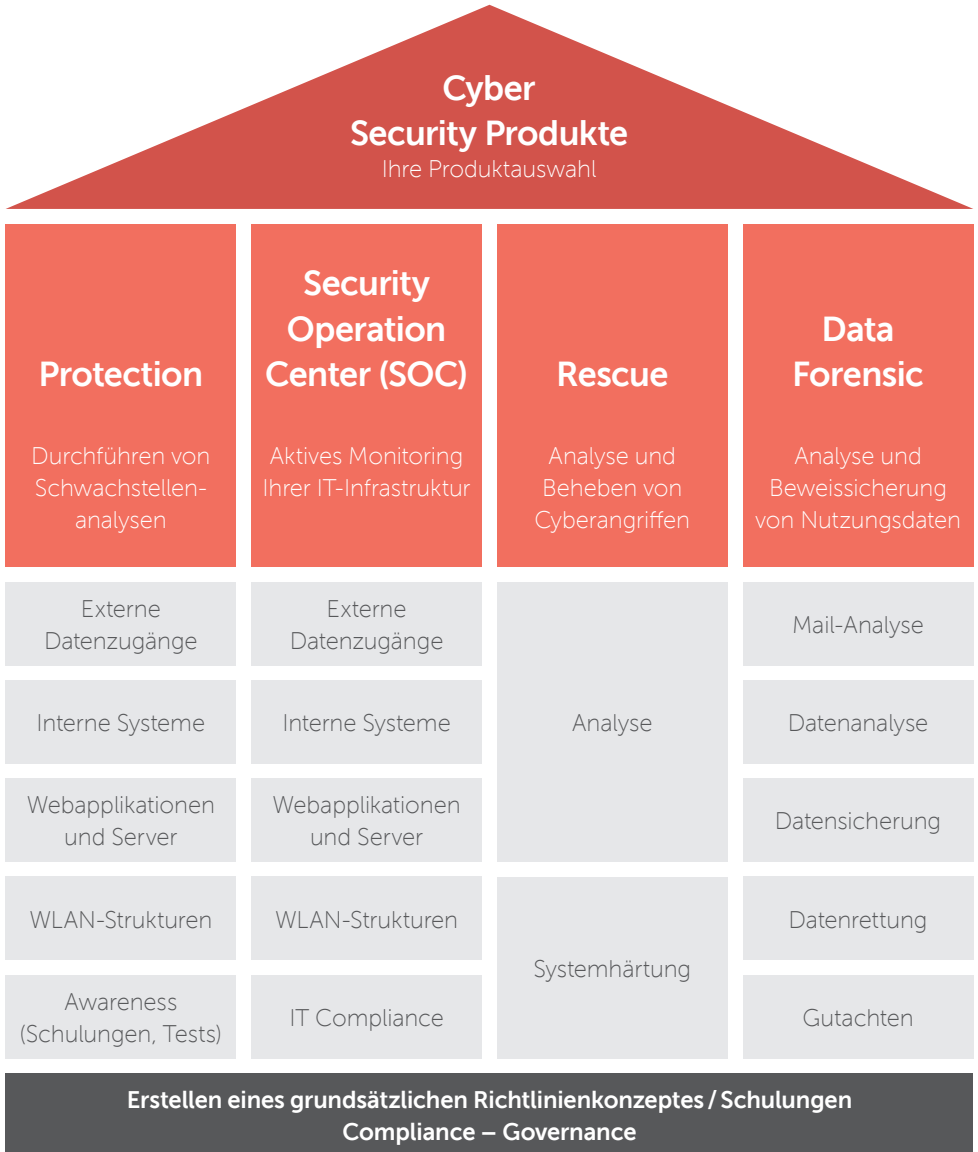 Cyber
Security Produkte
Ihre Produktauswahl
Protection
Durchführen von
Schwachstellen-
analysen
Externe
Datenzugänge
Interne Systeme
Webapplikationen
und Server
WLAN-Strukturen
Awareness
(Schulungen, Tests)
Security
Operation
Center (SOC)
Aktives Monitoring
Ihrer IT-Infrastruktur
Externe
Datenzugänge
Interne Systeme
Webapplikationen
und Server
WLAN-Strukturen
IT Compliance
Rescue
Analyse und
Beheben von
Cyberangriffen
Analyse
Systemhärtung
Data
Forensic
Analyse und
Beweissicherung
von Nutzungsdaten
Mail-Analyse
Datenanalyse
Datensicherung
Datenrettung
Gutachten
Erstellen eines grundsätzlichen Richtlinienkonzeptes / Schulungen
Compliance – Governance